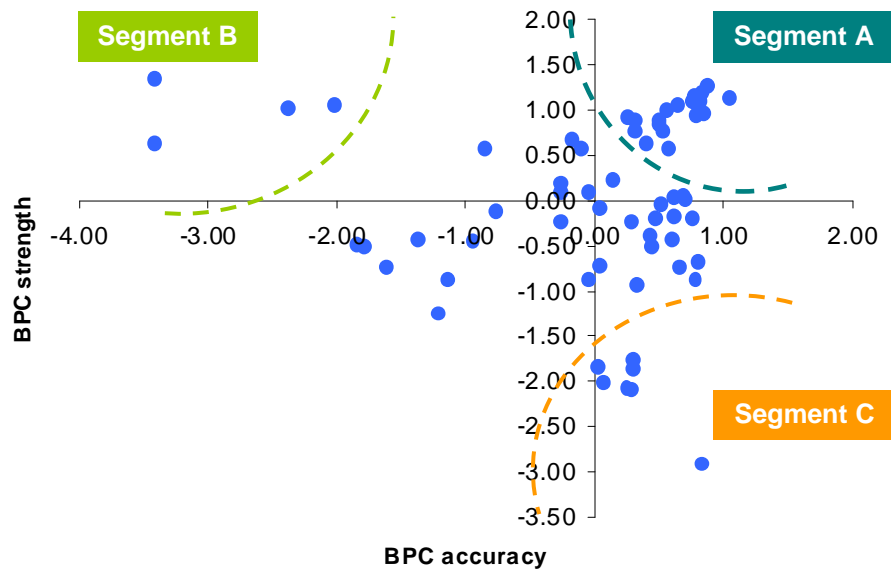 Segment B
Segment A
2.00
1.50
1.00
0.50
0.00
-4.00 -3.00 -2.00 -1.00 0.00 1.00 2.00
-0.50
-1.00
-1.50
-2.00
-2.50
-3.00
-3.50
Segment C
BPC strength
BPC accuracy